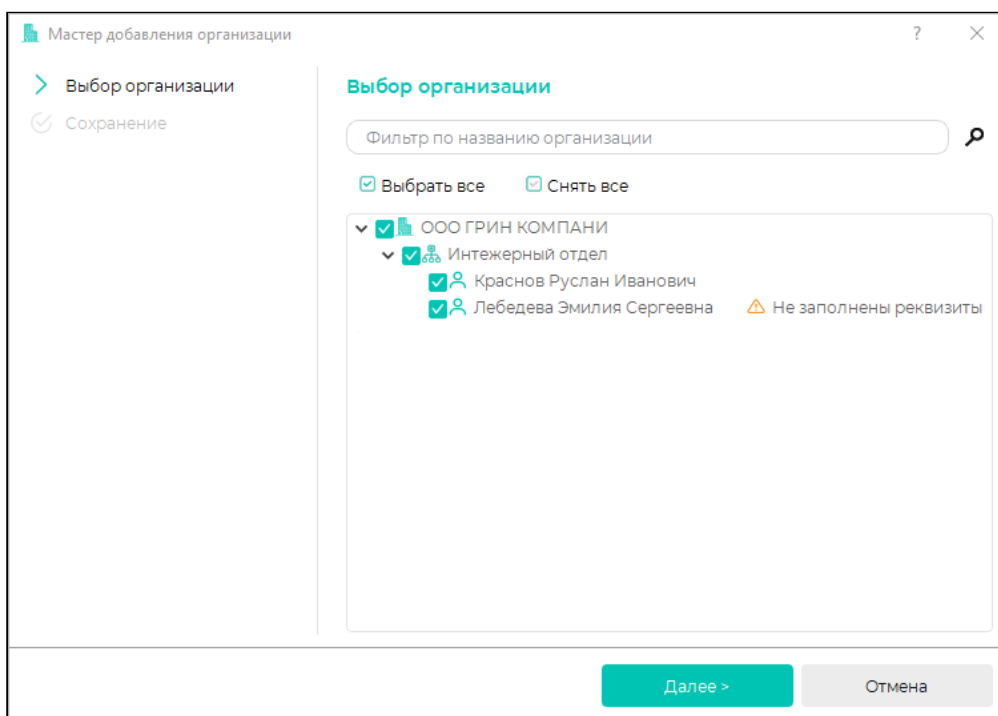 Мастер добавления организации
?
Выбор организации
Сохранение
Выбор организации
Фильтр по названию организации
Выбрать все Снять все
ООО ГРИН КОМПАНИ
Интежерный отдел
Краснов Руслан Иванович
Лебедева Эмилия Сергеевна Не заполнены реквизиты
Далее > Отмена